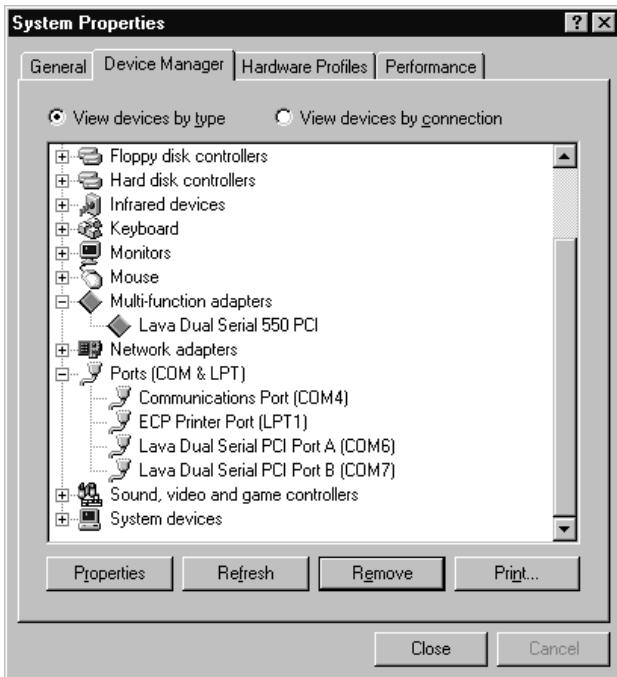 System Properties
General Device Manager Hardware Profiles Performance
View devices by type View devices by connection
Floppy disk controllers
Hard disk controllers
Infrared devices
Keyboard
Monitors
Mouse
Multi-function adapters
Lava Dual Serial 550 PCI
Network adapters
Ports (COM & LPT)
Communications Port (COM4)
ECP Printer Port (LPT1)
Lava Dual Serial PCI Port A (COM6)
Lava Dual Serial PCI Port B (COM7)
Sound, video and game controllers
System devices
Properties Refresh Remove Print...
Close Cancel